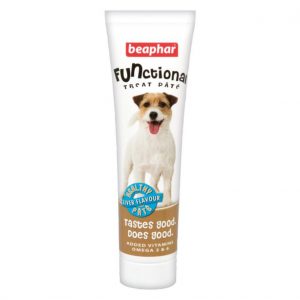 beaphar
FUNctional
TREAT PÂTÉ
HEALTHY
LIVER FLAVOUR
PÂTÉ
Tastes good.
Does good.
ADDED VITAMINS
OMEGA 3 & 6